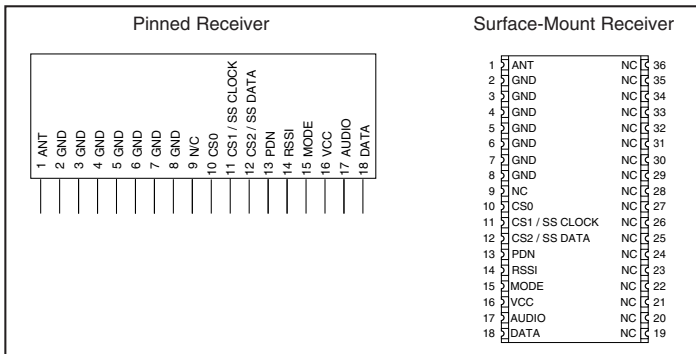 Pinned Receiver
1 ANT
2 GND
3 GND
4 GND
5 GND
6 GND
7 GND
8 GND
9 N/C
10 CS0
11 CS1 / SS CLOCK
12 CS2 / SS DATA
13 PDN
14 RSSI
15 MODE
16 VCC
17 AUDIO
18 DATA
Surface-Mount Receiver
1 ANT NC 36
2 GND NC 35
3 GND NC 34
4 GND NC 33
5 GND NC 32
6 GND NC 31
7 GND NC 30
8 GND NC 29
9 NC NC 28
10 CS0 NC 27
11 CS1 / SS CLOCK NC 26
12 CS2 / SS DATA NC 25
13 PDN NC 24
14 RSSI NC 23
15 MODE NC 22
16 VCC NC 21
17 AUDIO NC 20
18 DATA NC 19